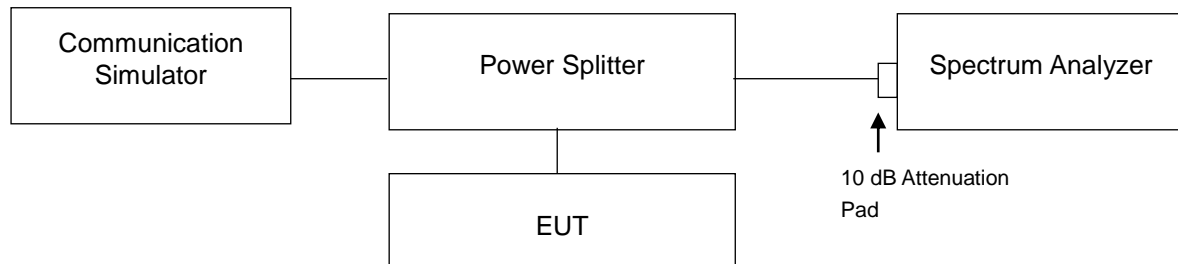 Communication
Simulator
Power Splitter
Spectrum Analyzer
10 dB Attenuation
Pad
EUT